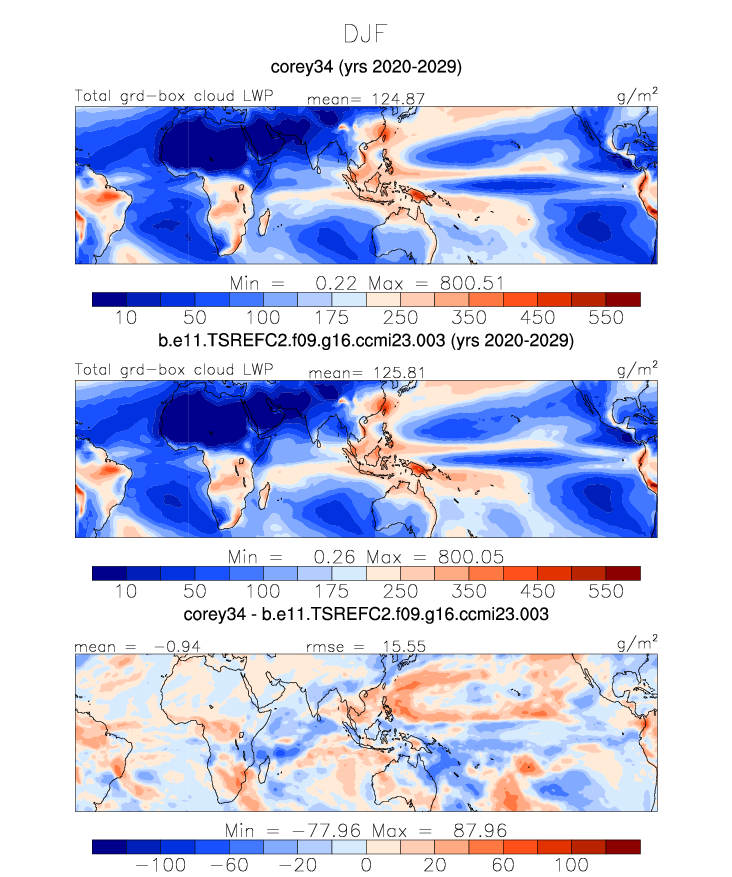 DJF
corey34 (yrs 2020-2029)
Total grd-box cloud LWP mean= 124.87 g/m²
Min = 0.22 Max = 800.51
10 50 100 175 250 350 450 550
b.e11.TSREFC2.f09.g16.ccmi23.003 (yrs 2020-2029)
Total grd-box cloud LWP mean= 125.81 g/m²
Min = 0.26 Max = 800.05
10 50 100 175 250 350 450 550
corey34 - b.e11.TSREFC2.f09.g16.ccmi23.003
mean = -0.94 rmse = 15.55 g/m²
Min = -77.96 Max = 87.96
-100 -60 -20 0 20 60 100